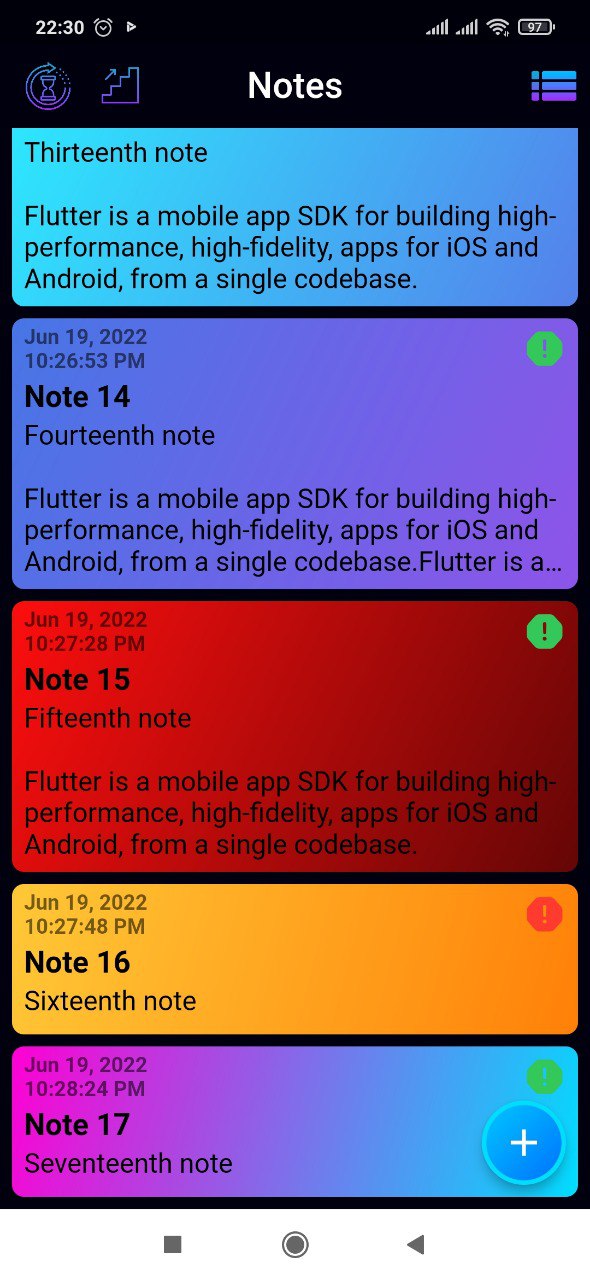 22:30
97
Notes
Thirteenth note
Flutter is a mobile app SDK for building high-
performance, high-fidelity, apps for iOS and
Android, from a single codebase.
Jun 19, 2022
10:26:53 PM
Note 14
Fourteenth note
Flutter is a mobile app SDK for building high-
performance, high-fidelity, apps for iOS and
Android, from a single codebase.Flutter is a...
Jun 19, 2022
10:27:28 PM
Note 15
Fifteenth note
Flutter is a mobile app SDK for building high-
performance, high-fidelity, apps for iOS and
Android, from a single codebase.
Jun 19, 2022
10:27:48 PM
Note 16
Sixteenth note
Jun 19, 2022
10:28:24 PM
Note 17
Seventeenth note